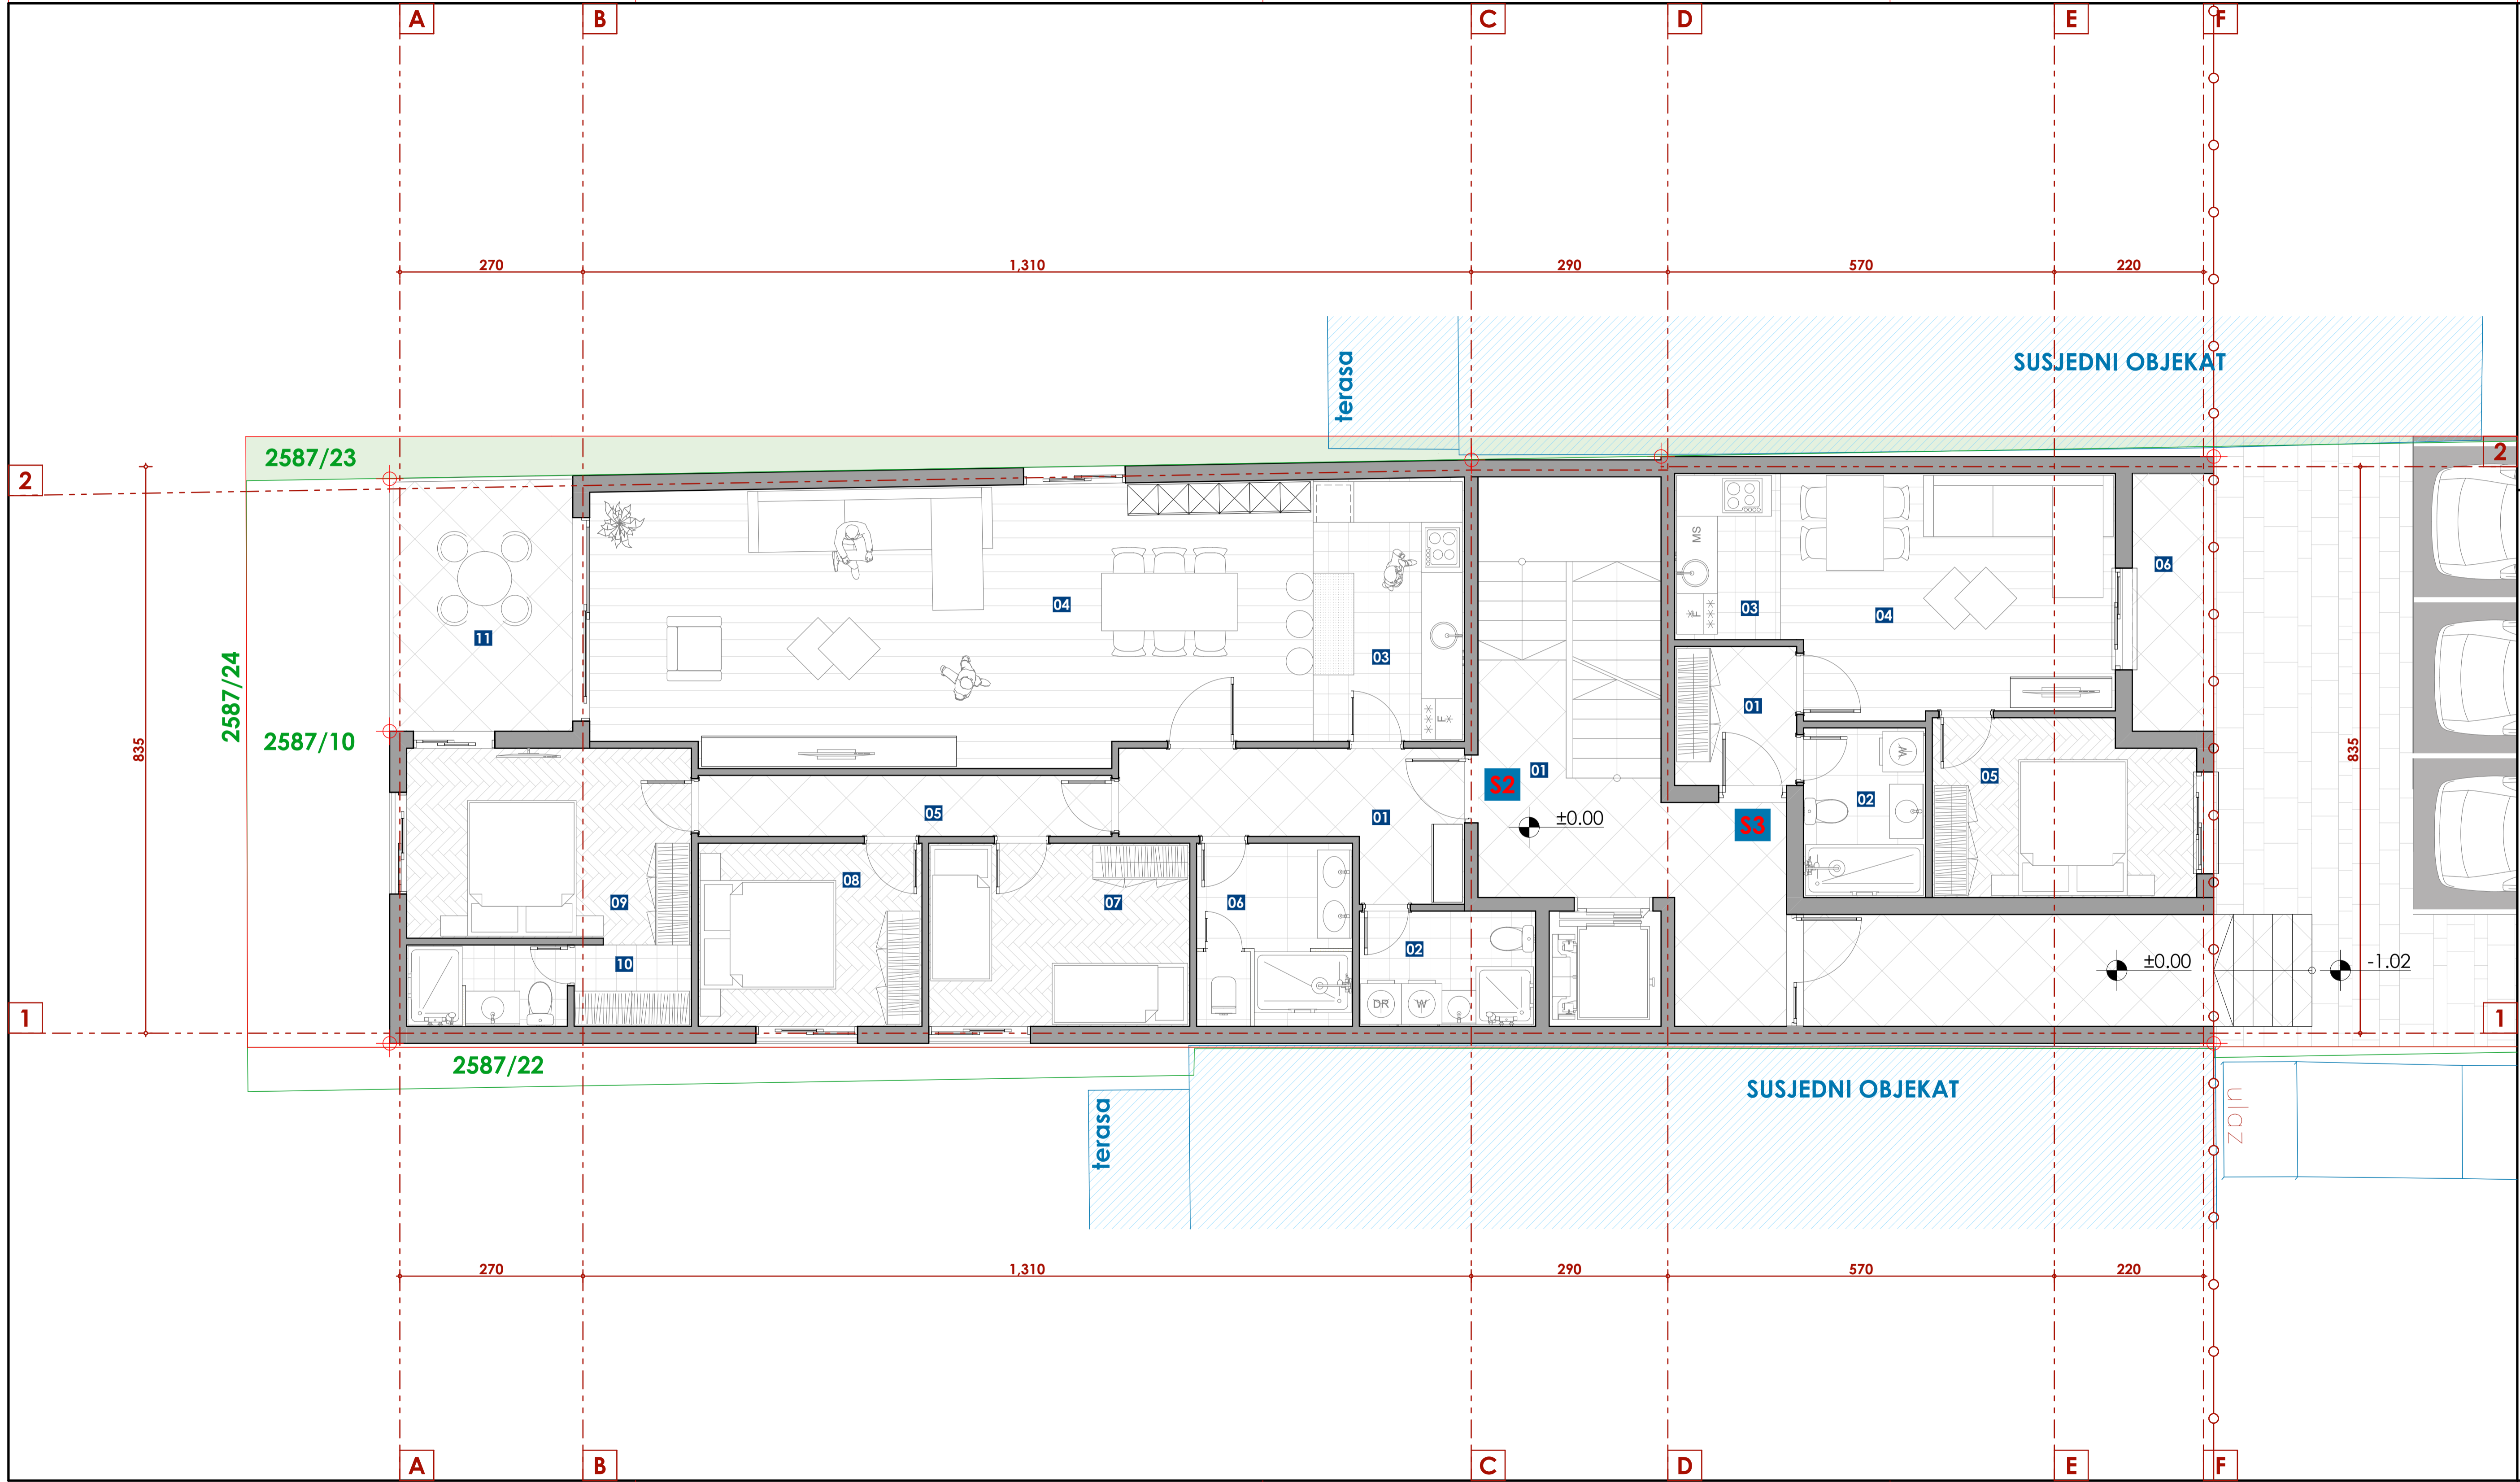 A B C D E F
270 1,310 290 570 220
terasa
SUSJEDNI OBJEKAT
2587/23
2 2
MS
06
04
03
F
03
04
11
01
2587/24
2587/10
835
835
F
W
S2
01
05
05
01
±0.00
S3
02
08
07
06
09
02
10
±0.00
-1.02
DR W
1 1
2587/22
SUSJEDNI OBJEKAT
terasa
ulaz
270 1,310 290 570 220
A B C D E F